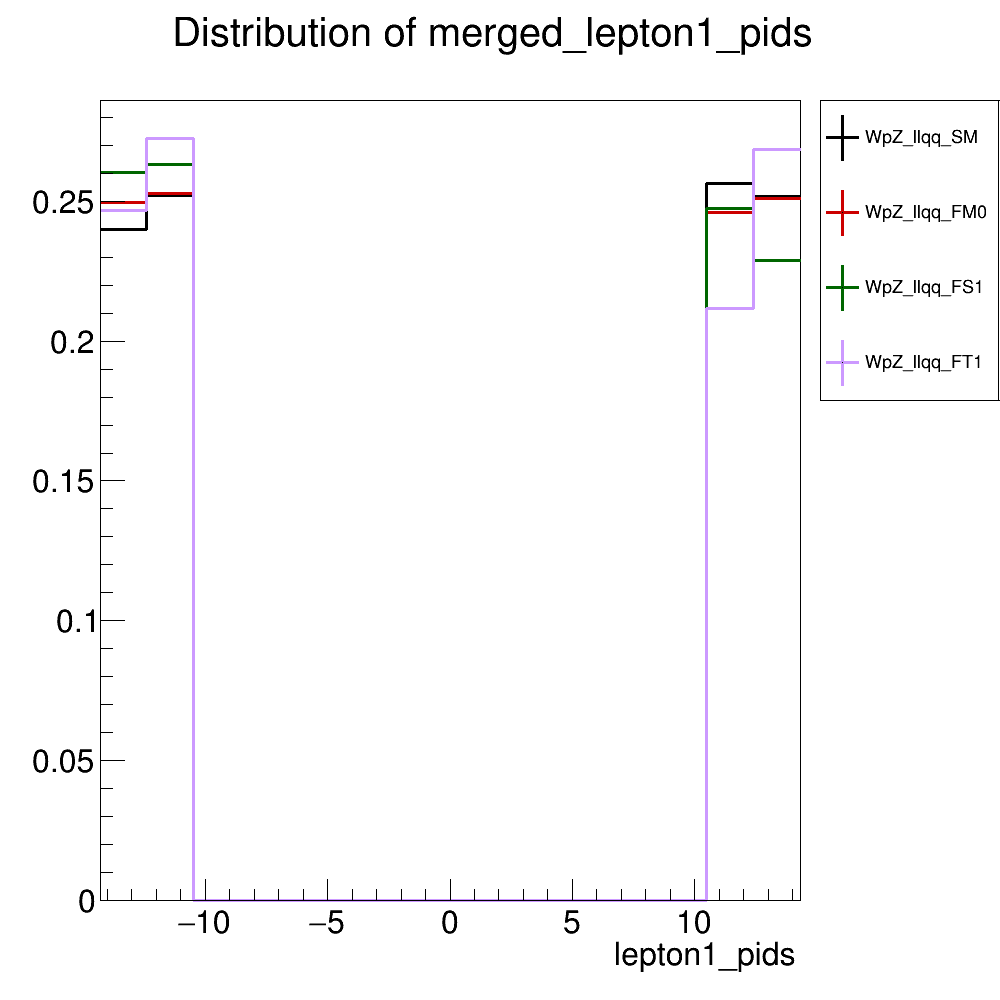 Distribution of merged_lepton1_pids
WpZ_llqq_SM
WpZ_llqq_FM0
WpZ_llqq_FS1
WpZ_llqq_FT1
0.25
0.2
0.15
0.1
0.05
0
−10 −5 0 5 10
lepton1_pids